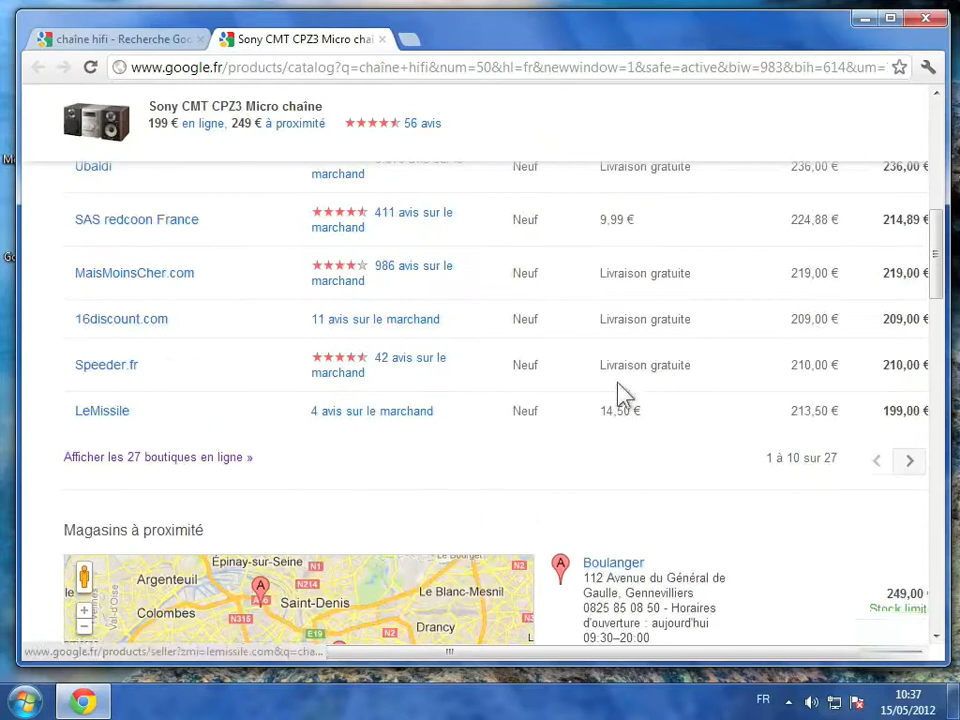 chaîne hifi - Recherche Goo
Sony CMT CPZ3 Micro chai
www.google.fr/products/catalog?q=chaîne+hifi&num=50&hl=fr&newwindow=1&safe=active&biw=983&bih=614&um=
Sony CMT CPZ3 Micro chaîne
199 € en ligne, 249 € à proximité 56 avis
Ubaldi marchand Neuf Livraison gratuite 236,00 € 236,00 €
SAS redcoon France 411 avis sur le marchand Neuf 9,99 € 224,88 € 214,89 €
MaisMoinsCher.com 986 avis sur le marchand Neuf Livraison gratuite 219,00 € 219,00 €
16discount.com 11 avis sur le marchand Neuf Livraison gratuite 209,00 € 209,00 €
Speeder.fr 42 avis sur le marchand Neuf Livraison gratuite 210,00 € 210,00 €
LeMissile 4 avis sur le marchand Neuf 14,50 € 213,50 € 199,00 €
Afficher les 27 boutiques en ligne » 1 à 10 sur 27
Magasins à proximité
Épinay-sur-Seine
Argenteuil
Colombes
Saint-Denis
Le Blanc-Mesnil
Drancy
N1
N2
N214
E19
N3
A
A
Boulanger
112 Avenue du Général de
Gaulle, Gennevilliers
0825 85 08 50 - Horaires
d'ouverture : aujourd'hui
09:30–20:00
249,00
Stock limit
www.google.fr/products/seller?zmi=lemissile.com&q=cha...
FR
10:37
15/05/2012